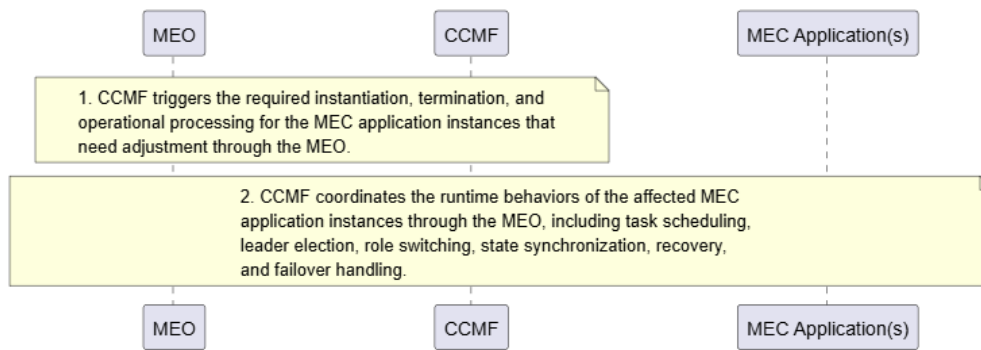 MEO
CCMF
MEC Application(s)
1. CCMF triggers the required instantiation, termination, and
operational processing for the MEC application instances that
need adjustment through the MEO.
2. CCMF coordinates the runtime behaviors of the affected MEC
application instances through the MEO, including task scheduling,
leader election, role switching, state synchronization, recovery,
and failover handling.
MEO
CCMF
MEC Application(s)